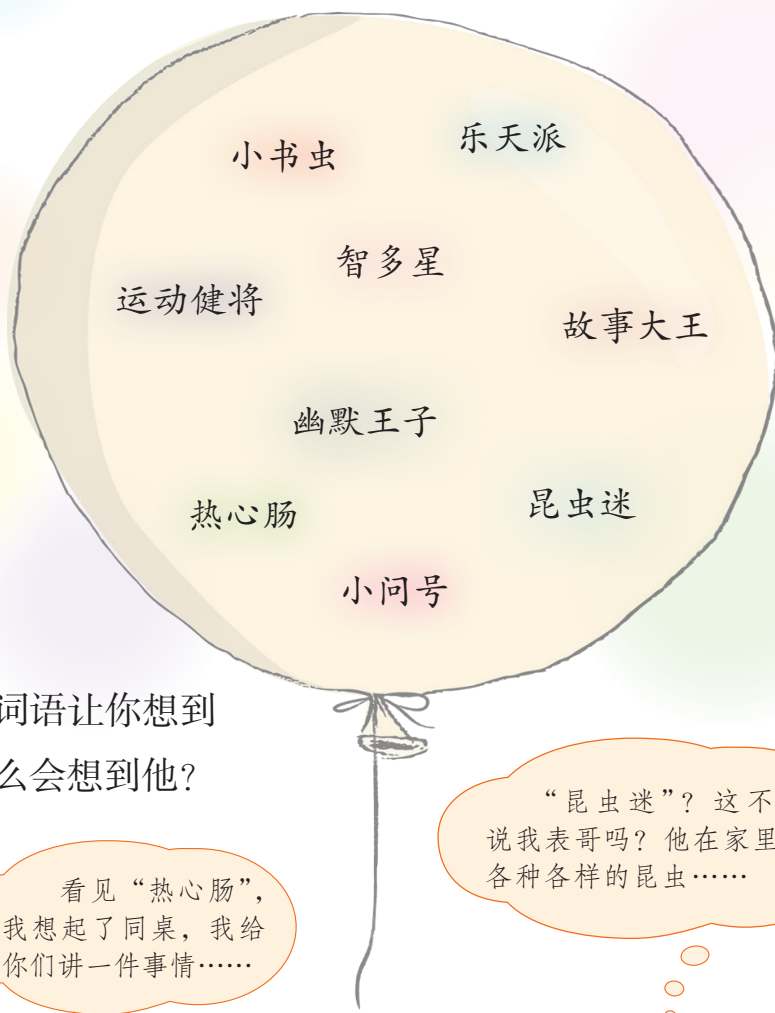 小书虫
乐天派
智多星
运动健将
故事大王
幽默王子
热心肠
昆虫迷
小问号
词语让你想到
么会想到他？
“昆虫迷”？这不
说我表哥吗？他在家里
各种各样的昆虫……
看见“热心肠”，
我想起了同桌，我给
你们讲一件事情……